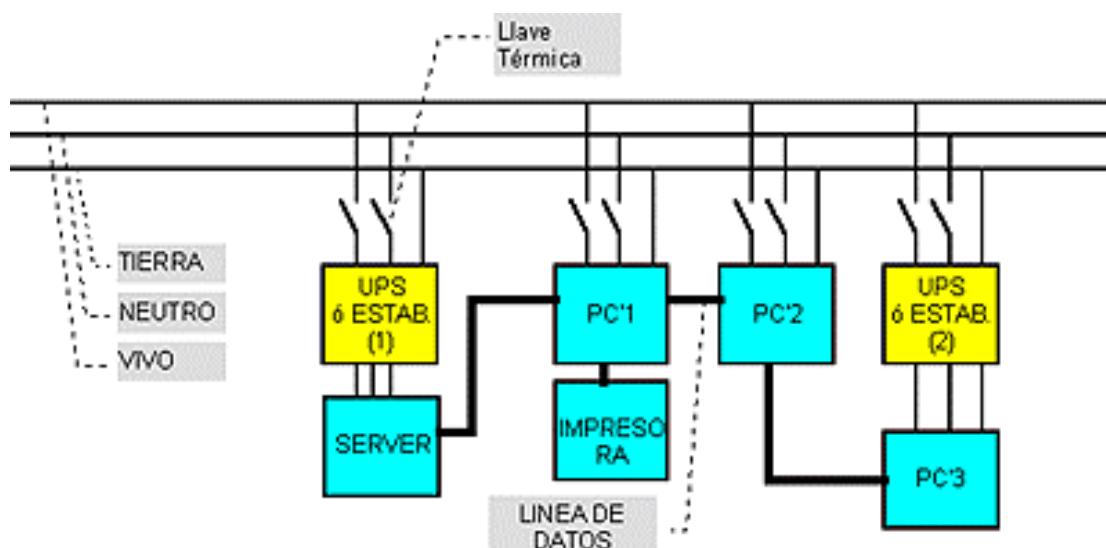 Llave
Térmica
TIERRA
NEUTRO
VIVO
UPS
ó ESTAB.
(1)
PC'1
PC'2
UPS
ó ESTAB.
(2)
SERVER
IMPRESO
RA
PC'3
LINEA DE
DATOS